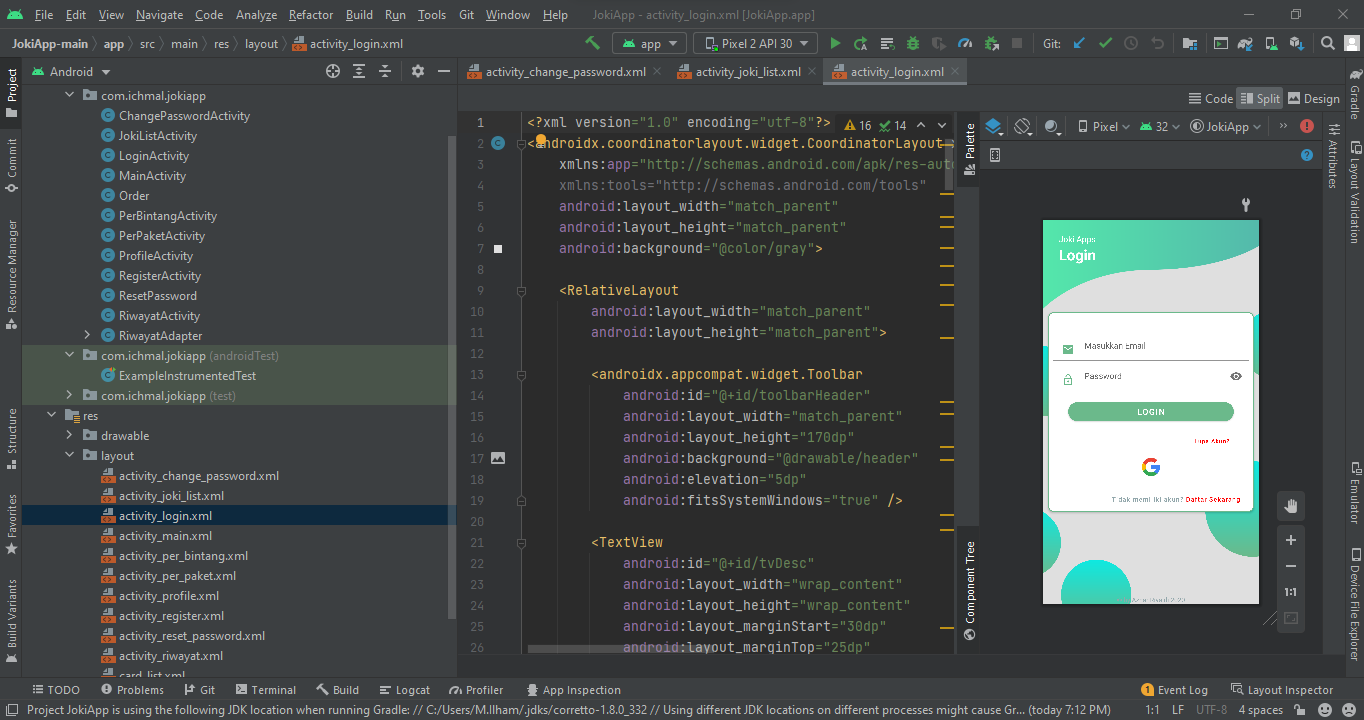 File Edit View Navigate Code Analyze Refactor Build Run Tools Git Window Help JokiApp - activity_login.xml [JokiApp.app]
JokiApp-main app src main res layout activity_login.xml app Pixel 2 API 30 Git:
Android activity_change_password.xml activity_joki_list.xml activity_login.xml
Code Split Design
Project
Commit
Resource Manager
Structure
Favorites
Build Variants
com.ichmal.jokiapp
ChangePasswordActivity
JokiListActivity
LoginActivity
MainActivity
Order
PerBintangActivity
PerPaketActivity
ProfileActivity
RegisterActivity
ResetPassword
RiwayatActivity
RiwayatAdapter
com.ichmal.jokiapp (androidTest)
ExampleInstrumentedTest
com.ichmal.jokiapp (test)
res
drawable
layout
activity_change_password.xml
activity_joki_list.xml
activity_login.xml
activity_main.xml
activity_per_bintang.xml
activity_per_paket.xml
activity_profile.xml
activity_register.xml
activity_reset_password.xml
activity_riwayat.xml
card_list.xml
1 <?xml version="1.0" encoding="utf-8"?> 16 14
2 <androidx.coordinatorlayout.widget.CoordinatorLayout
3 xmlns:app="http://schemas.android.com/apk/res-auto
4 xmlns:tools="http://schemas.android.com/tools"
5 android:layout_width="match_parent"
6 android:layout_height="match_parent"
7 android:background="@color/gray">
8
9 <RelativeLayout
10 android:layout_width="match_parent"
11 android:layout_height="match_parent">
12
13 <androidx.appcompat.widget.Toolbar
14 android:id="@+id/toolbarHeader"
15 android:layout_width="match_parent"
16 android:layout_height="170dp"
17 android:background="@drawable/header"
18 android:elevation="5dp"
19 android:fitsSystemWindows="true" />
20
21 <TextView
22 android:id="@+id/tvDesc"
23 android:layout_width="wrap_content"
24 android:layout_height="wrap_content"
25 android:layout_marginStart="30dp"
26 android:layout_marginTop="25dp"
Palette
Component Tree
Pixel 32 JokiApp
Joki Apps
Login
Masukkan Email
Password
LOGIN
Lupa Akun?
Tidak memiliki akun? Daftar Sekarang
1:1
Attributes
Gradle
Layout Validation
Emulator
Device File Explorer
TODO Problems Git Terminal Build Logcat Profiler App Inspection 1 Event Log Layout Inspector
Project JokiApp is using the following JDK location when running Gradle: // C:/Users/M.Ilham/.jdks/corretto-1.8.0_332 // Using different JDK locations on different processes might cause Gr... (today 7:12 PM) 1:1 LF UTF-8 4 spaces